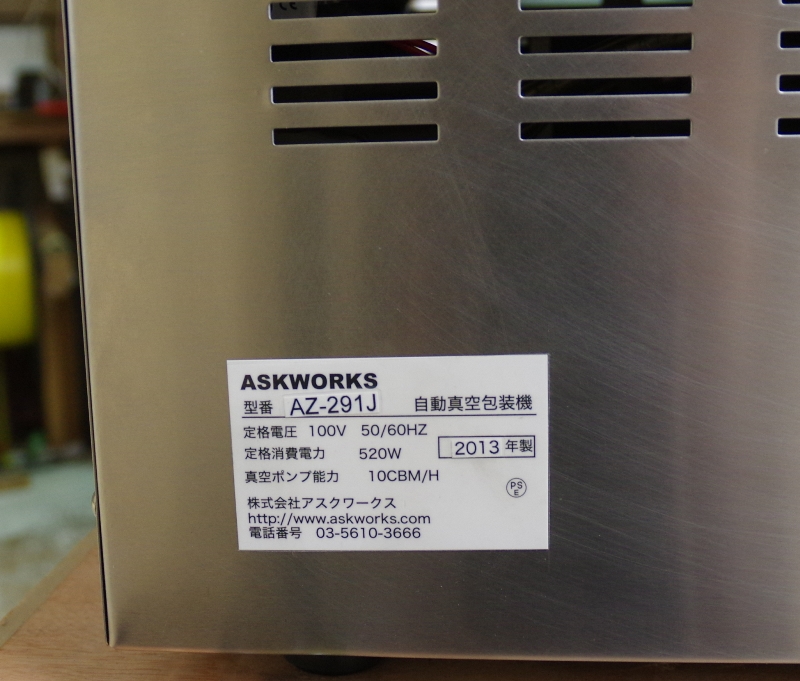 ASKWORKS
型番 AZ-291J 自動真空包装機
定格電圧 100V 50/60HZ
定格消費電力 520W 2013 年製
真空ポンプ能力 10CBM/H
PS
E
株式会社アスクワークス
http://www.askworks.com
電話番号 03-5610-3666